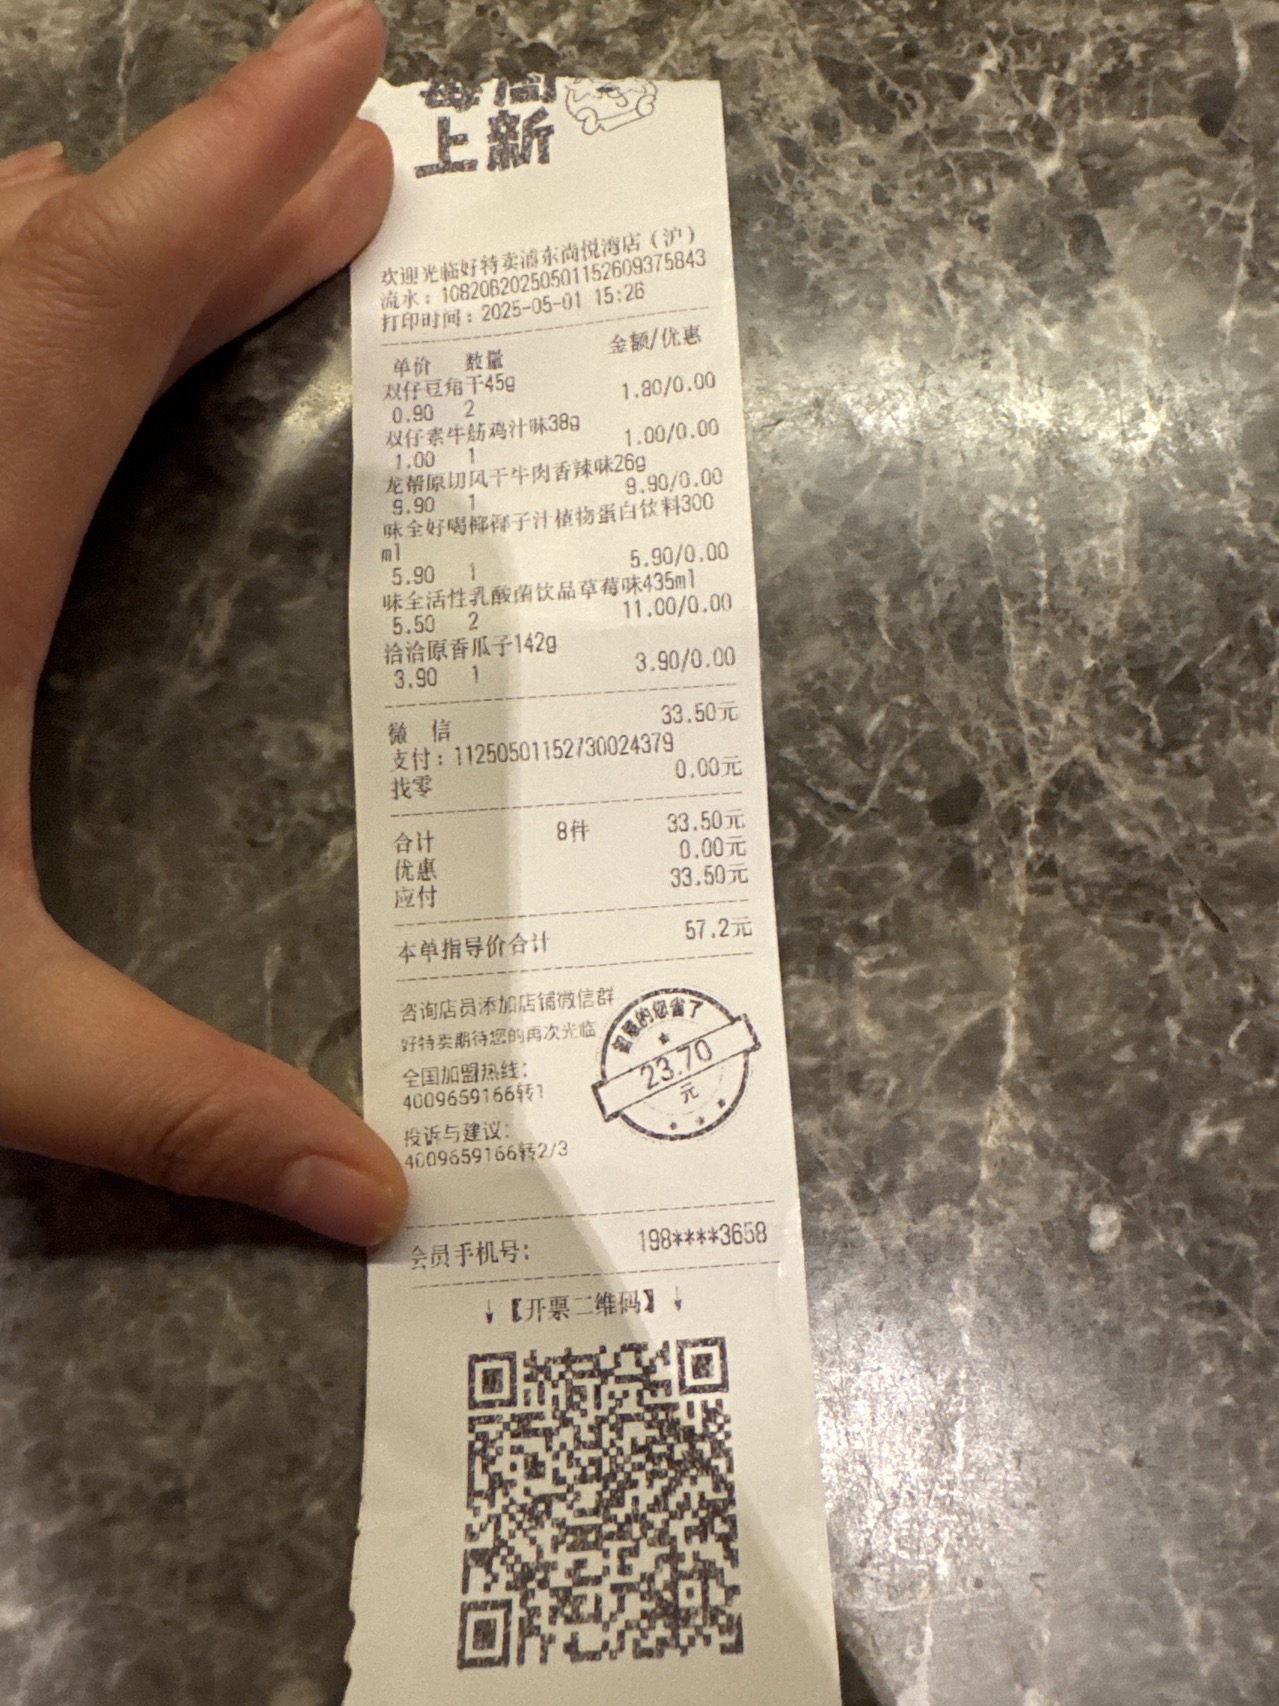 每周
上新
欢迎光临好特卖浦东尚悦湾店（沪）
流水：108206202505011526093758​43
打印时间：2025-05-01 15:26
单价 数量 金额/优惠
双仔豆角干45g
0.90 2 1.80/0.00
双仔素牛筋鸡汁味38g
1.00 1 1.00/0.00
龙帮原切风干牛肉香辣味26g
9.90 1 9.90/0.00
味全好喝椰椰子汁植物蛋白饮料300
ml
5.90 1 5.90/0.00
味全活性乳酸菌饮品草莓味435ml
5.50 2 11.00/0.00
洽洽原香瓜子142g
3.90 1 3.90/0.00
微 信 33.50元
支付：11250501152730024379
找零 0.00元
合计 8件 33.50元
优惠 0.00元
应付 33.50元
本单指导价合计 57.2元
咨询店员添加店铺微信群
好特卖期待您的再次光临
全国加盟热线：
4009659166转1
投诉与建议：
4009659166转2/3
的您省了
23.70
元
会员手机号： 198****3658
↓【开票二维码】↓